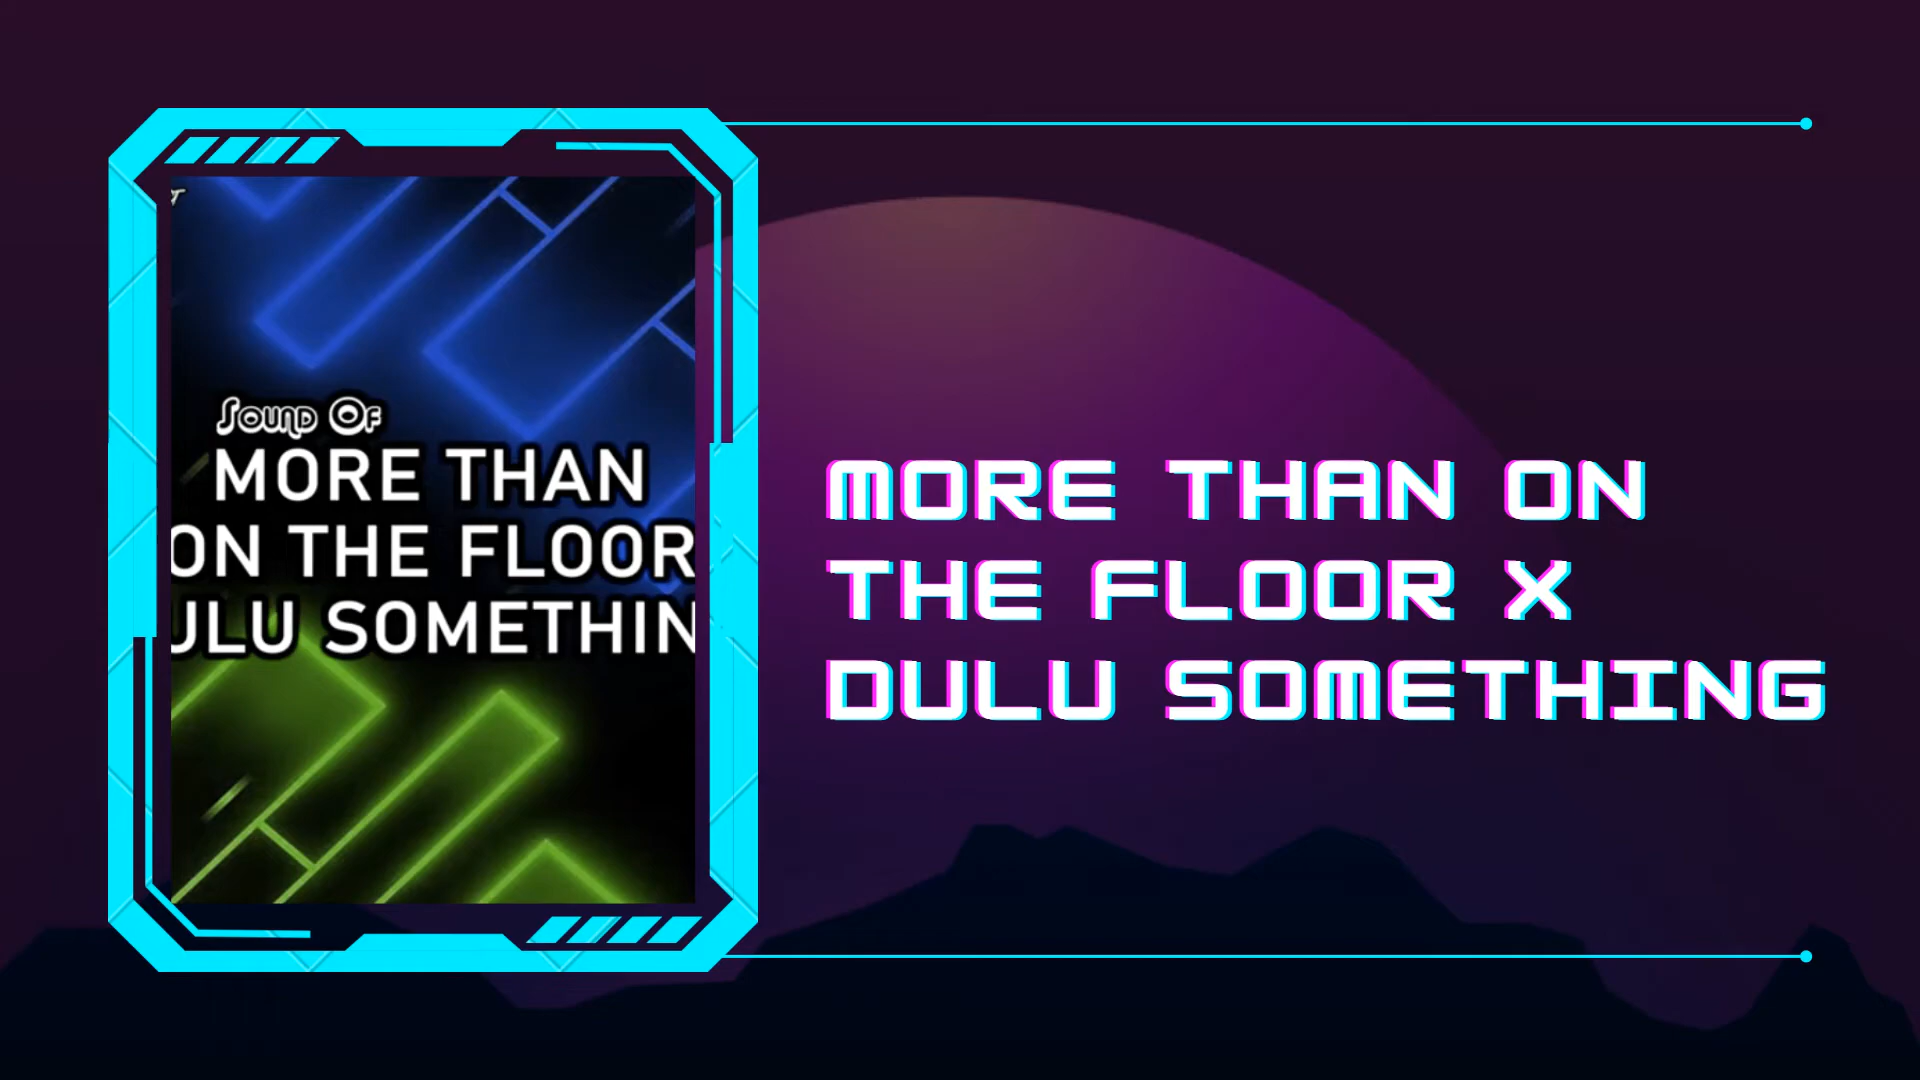 Sound Of
MORE THAN
ON THE FLOOR
ULU SOMETHIN
MORE THAN ON
THE FLOOR X
DULU SOMETHING